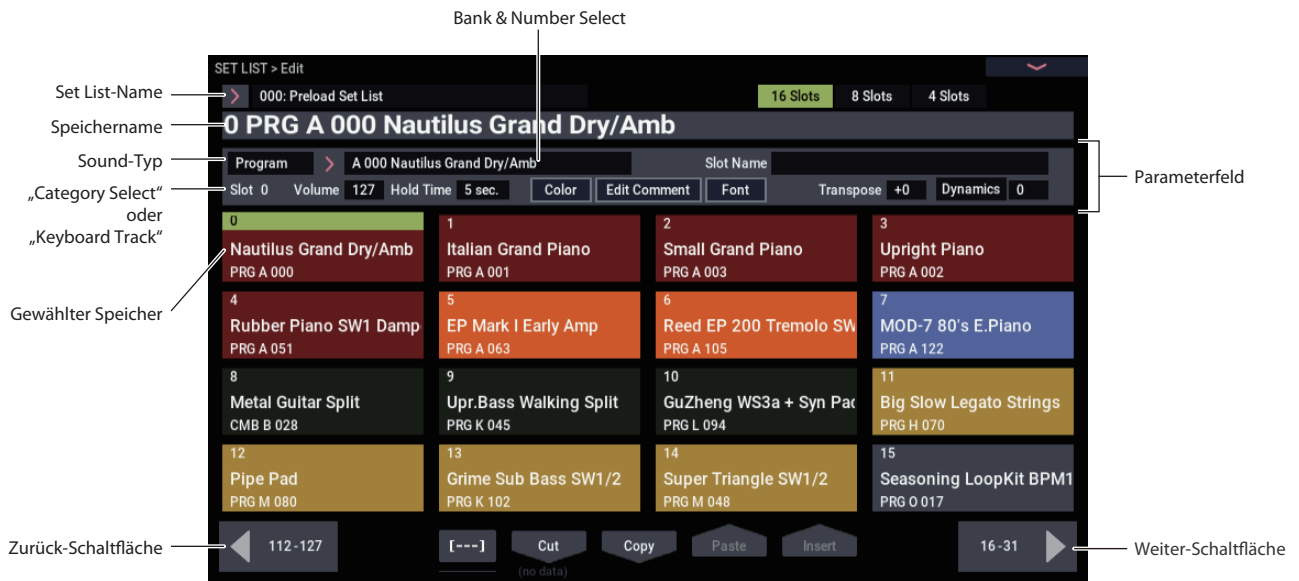 Bank & Number Select
SET LIST > Edit
Set List-Name
000: Preload Set List
16 Slots
8 Slots
4 Slots
Speichername
0 PRG A 000 Nautilus Grand Dry/Amb
Sound-Typ
Program
A 000 Nautilus Grand Dry/Amb
Slot Name
Parameterfeld
„Category Select“
oder
„Keyboard Track“
Slot 0
Volume 127
Hold Time 5 sec.
Color
Edit Comment
Font
Transpose +0
Dynamics 0
0
Nautilus Grand Dry/Amb
PRG A 000
1
Italian Grand Piano
PRG A 001
2
Small Grand Piano
PRG A 003
3
Upright Piano
PRG A 002
Gewählter Speicher
4
Rubber Piano SW1 Damp
PRG A 051
5
EP Mark I Early Amp
PRG A 063
6
Reed EP 200 Tremolo SW
PRG A 105
7
MOD-7 80's E.Piano
PRG A 122
8
Metal Guitar Split
CMB B 028
9
Upr.Bass Walking Split
PRG K 045
10
GuZheng WS3a + Syn Pad
PRG L 094
11
Big Slow Legato Strings
PRG H 070
12
Pipe Pad
PRG M 080
13
Grime Sub Bass SW1/2
PRG K 102
14
Super Triangle SW1/2
PRG M 048
15
Seasoning LoopKit BPM1
PRG O 017
Zurück-Schaltfläche
112-127
[---]
Cut
Copy
Paste
Insert
16-31
Weiter-Schaltfläche
(no data)